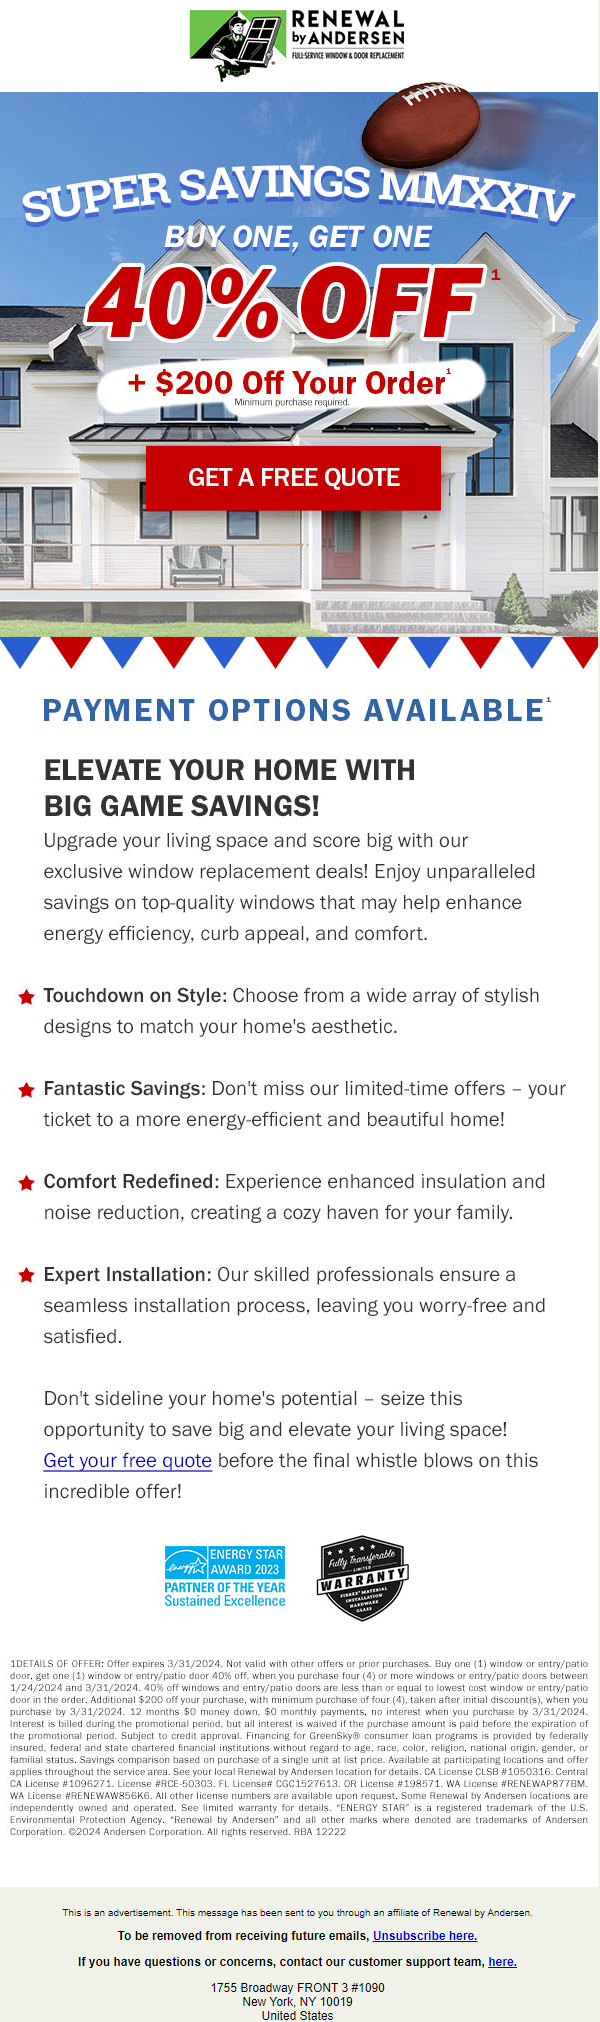 RENEWAL
by ANDERSEN
FULL-SERVICE WINDOW & DOOR REPLACEMENT
SUPER SAVINGS MMXXIV
BUY ONE, GET ONE
40% OFF1
+ $200 Off Your Order1
Minimum purchase required.
GET A FREE QUOTE
PAYMENT OPTIONS AVAILABLE1
ELEVATE YOUR HOME WITH
BIG GAME SAVINGS!
Upgrade your living space and score big with our
exclusive window replacement deals! Enjoy unparalleled
savings on top-quality windows that may help enhance
energy efficiency, curb appeal, and comfort.
Touchdown on Style: Choose from a wide array of stylish
designs to match your home's aesthetic.
Fantastic Savings: Don't miss our limited-time offers – your
ticket to a more energy-efficient and beautiful home!
Comfort Redefined: Experience enhanced insulation and
noise reduction, creating a cozy haven for your family.
Expert Installation: Our skilled professionals ensure a
seamless installation process, leaving you worry-free and
satisfied.
Don't sideline your home's potential – seize this
opportunity to save big and elevate your living space!
Get your free quote before the final whistle blows on this
incredible offer!
energy
ENERGY STAR
AWARD 2023
PARTNER OF THE YEAR
Sustained Excellence
Fully Transferable
LIMITED
WARRANTY
FIBREX® MATERIAL
INSTALLATION
HARDWARE
GLASS
1DETAILS OF OFFER: Offer expires 3/31/2024. Not valid with other offers or prior purchases. Buy one (1) window or entry/patio
door, get one (1) window or entry/patio door 40% off, when you purchase four (4) or more windows or entry/patio doors between
1/24/2024 and 3/31/2024. 40% off windows and entry/patio doors are less than or equal to lowest cost window or entry/patio
door in the order. Additional $200 off your purchase, with minimum purchase of four (4), taken after initial discount(s), when you
purchase by 3/31/2024. 12 months $0 money down, $0 monthly payments, no interest when you purchase by 3/31/2024.
Interest is billed during the promotional period, but all interest is waived if the purchase amount is paid before the expiration of
the promotional period. Subject to credit approval. Financing for GreenSky® consumer loan programs is provided by federally
insured, federal and state chartered financial institutions without regard to age, race, color, religion, national origin, gender, or
familial status. Savings comparison based on purchase of a single unit at list price. Available at participating locations and offer
applies throughout the service area. See your local Renewal by Andersen location for details. CA License CLSB #1050316. Central
CA License #1096271. License #RCE-50303. FL License# CGC1527613. OR License #198571. WA License #RENEWAP877BM.
WA License #RENEWAW856K6. All other license numbers are available upon request. Some Renewal by Andersen locations are
independently owned and operated. See limited warranty for details. “ENERGY STAR” is a registered trademark of the U.S.
Environmental Protection Agency. “Renewal by Andersen” and all other marks where denoted are trademarks of Andersen
Corporation. ©2024 Andersen Corporation. All rights reserved. RBA 12222
This is an advertisement. This message has been sent to you through an affiliate of Renewal by Andersen.
To be removed from receiving future emails, Unsubscribe here.
If you have questions or concerns, contact our customer support team, here.
1755 Broadway FRONT 3 #1090
New York, NY 10019
United States